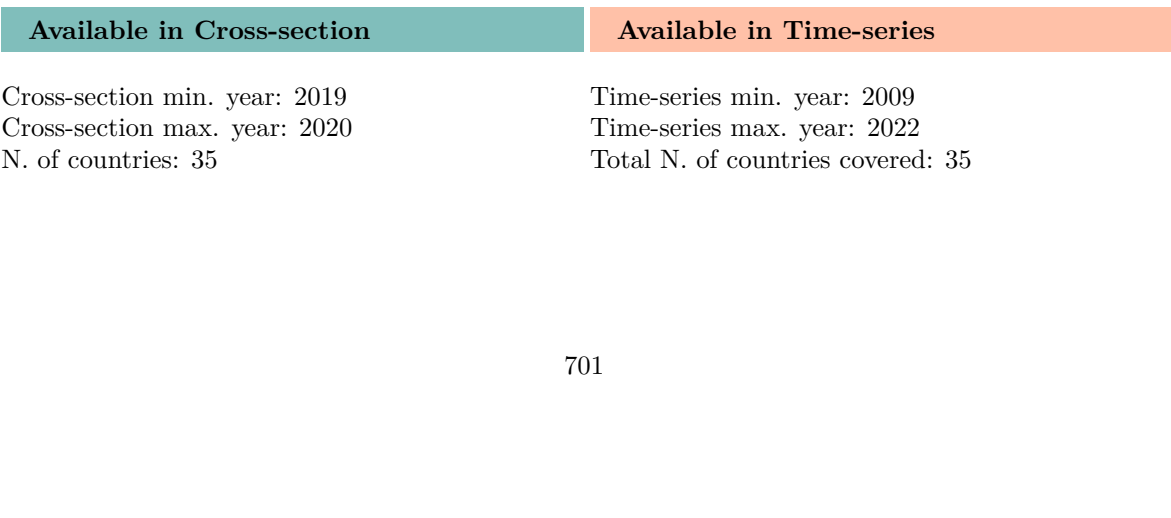 Available in Cross-section
Cross-section min. year: 2019
Cross-section max. year: 2020
N. of countries: 35
Available in Time-series
Time-series min. year: 2009
Time-series max. year: 2022
Total N. of countries covered: 35
701